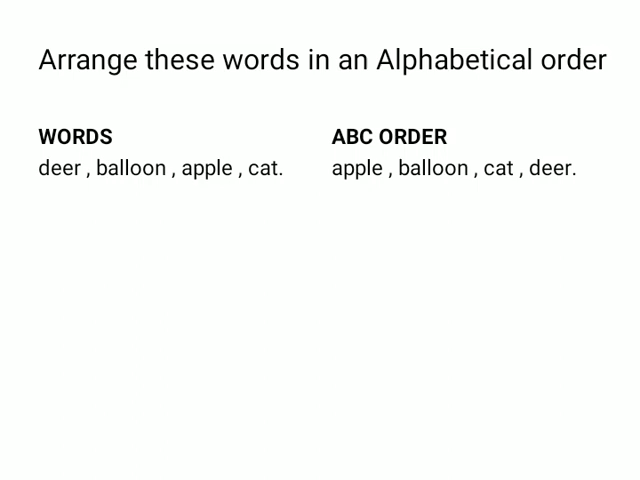 Arrange these words in an Alphabetical order
WORDS
deer , balloon , apple , cat.
ABC ORDER
apple , balloon , cat , deer.